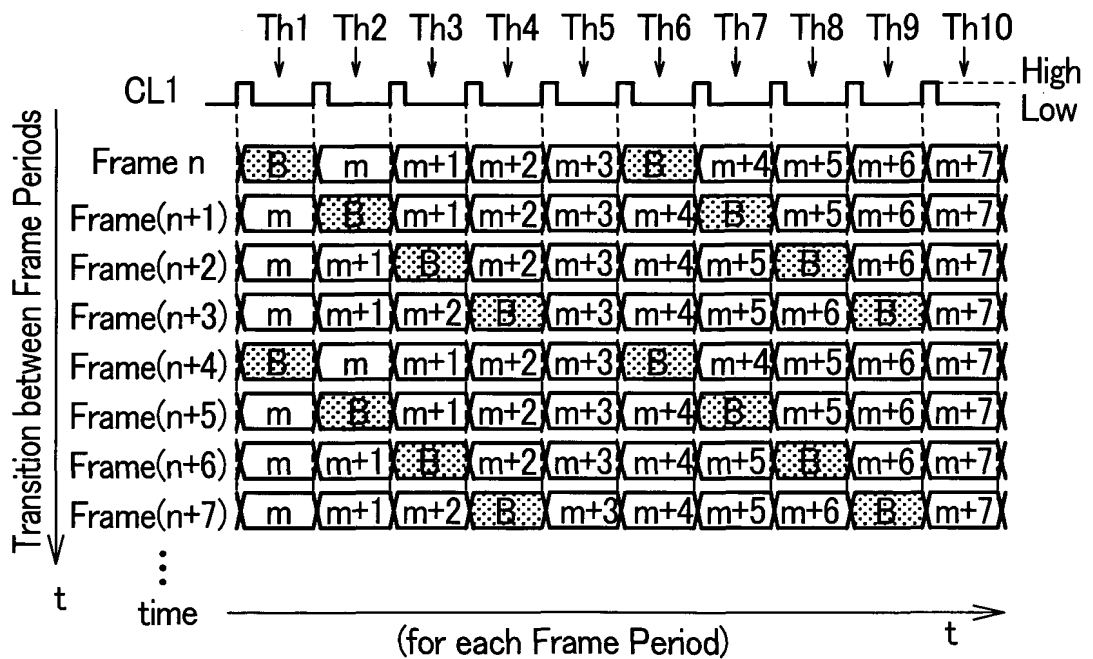 Th1 Th2 Th3 Th4 Th5 Th6 Th7 Th8 Th9 Th10
CL1
High
Low
Transition between Frame Periods
Frame n B m m+1 m+2 m+3 B m+4 m+5 m+6 m+7
Frame(n+1) m B m+1 m+2 m+3 m+4 B m+5 m+6 m+7
Frame(n+2) m m+1 B m+2 m+3 m+4 m+5 B m+6 m+7
Frame(n+3) m m+1 m+2 B m+3 m+4 m+5 m+6 B m+7
Frame(n+4) B m m+1 m+2 m+3 B m+4 m+5 m+6 m+7
Frame(n+5) m B m+1 m+2 m+3 m+4 B m+5 m+6 m+7
Frame(n+6) m m+1 B m+2 m+3 m+4 m+5 B m+6 m+7
Frame(n+7) m m+1 m+2 B m+3 m+4 m+5 m+6 B m+7
t
time
(for each Frame Period)
t